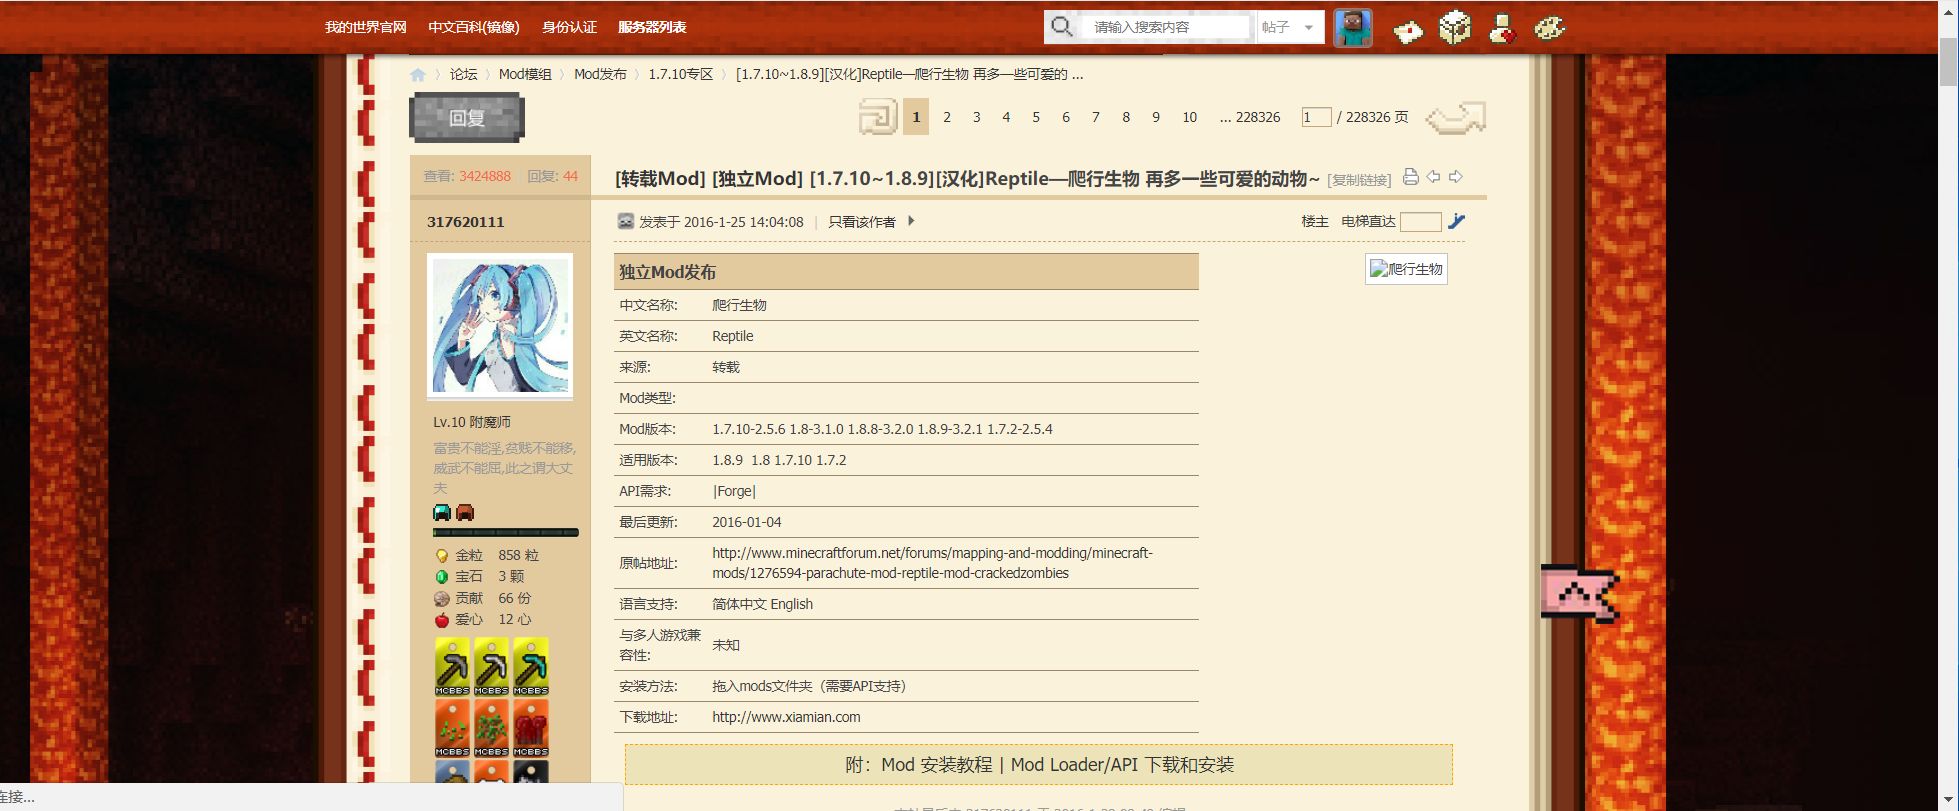 我的世界官网 中文百科(镜像) 身份认证 服务器列表 请输入搜索内容 帖子
论坛 Mod模组 Mod发布 1.7.10专区 [1.7.10~1.8.9][汉化]Reptile—爬行生物 再多一些可爱的 ...
回复 1 2 3 4 5 6 7 8 9 10 ... 228326 1 / 228326 页
查看: 3424888 | 回复: 44
[转载Mod] [独立Mod] [1.7.10~1.8.9][汉化]Reptile—爬行生物 再多一些可爱的动物~ [复制链接]
317620111
发表于 2016-1-25 14:04:08 | 只看该作者
楼主 电梯直达
独立Mod发布
爬行生物
中文名称: 爬行生物
英文名称: Reptile
来源: 转载
Mod类型:
Mod版本: 1.7.10-2.5.6 1.8-3.1.0 1.8.8-3.2.0 1.8.9-3.2.1 1.7.2-2.5.4
适用版本: 1.8.9 1.8 1.7.10 1.7.2
API需求: |Forge|
最后更新: 2016-01-04
原帖地址: http://www.minecraftforum.net/forums/mapping-and-modding/minecraft-
mods/1276594-parachute-mod-reptile-mod-crackedzombies
语言支持: 简体中文 English
与多人游戏兼
容性: 未知
安装方法: 拖入mods文件夹（需要API支持）
下载地址: http://www.xiamian.com
附：Mod 安装教程 | Mod Loader/API 下载和安装
Lv.10 附魔师
富贵不能淫,贫贱不能移,
威武不能屈,此之谓大丈
夫
金粒 858 粒
宝石 3 颗
贡献 66 份
爱心 12 心
MCBBS MCBBS MCBBS
MCBBS MCBBS MCBBS
连接...